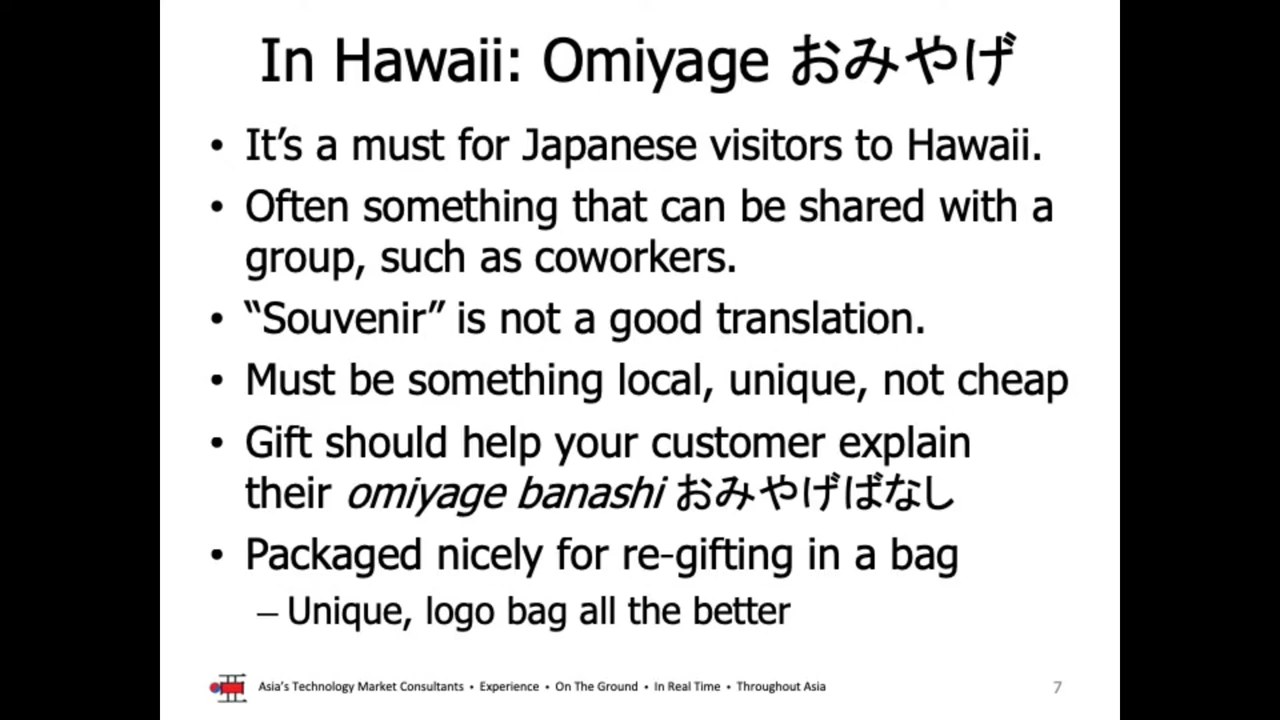 In Hawaii: Omiyage おみやげ
• It's a must for Japanese visitors to Hawaii.
• Often something that can be shared with a
group, such as coworkers.
• “Souvenir” is not a good translation.
• Must be something local, unique, not cheap
• Gift should help your customer explain
their omiyage banashi おみやげばなし
• Packaged nicely for re-gifting in a bag
– Unique, logo bag all the better
Asia's Technology Market Consultants • Experience • On The Ground • In Real Time • Throughout Asia
7